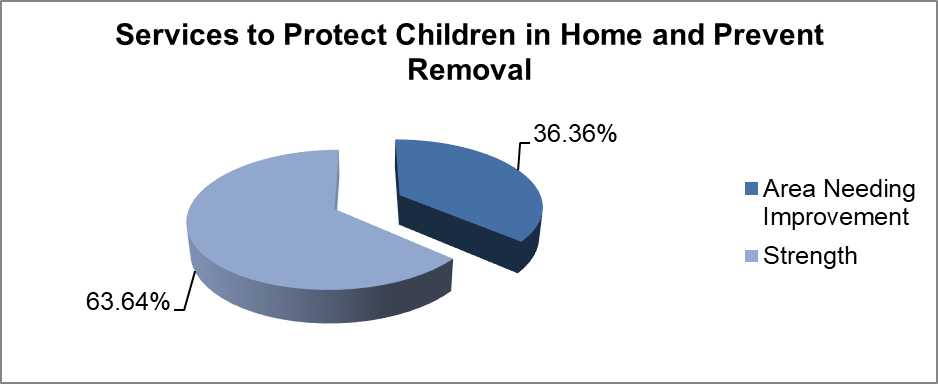 Services to Protect Children in Home and Prevent
Removal
36.36%
Area Needing
Improvement
Strength
63.64%